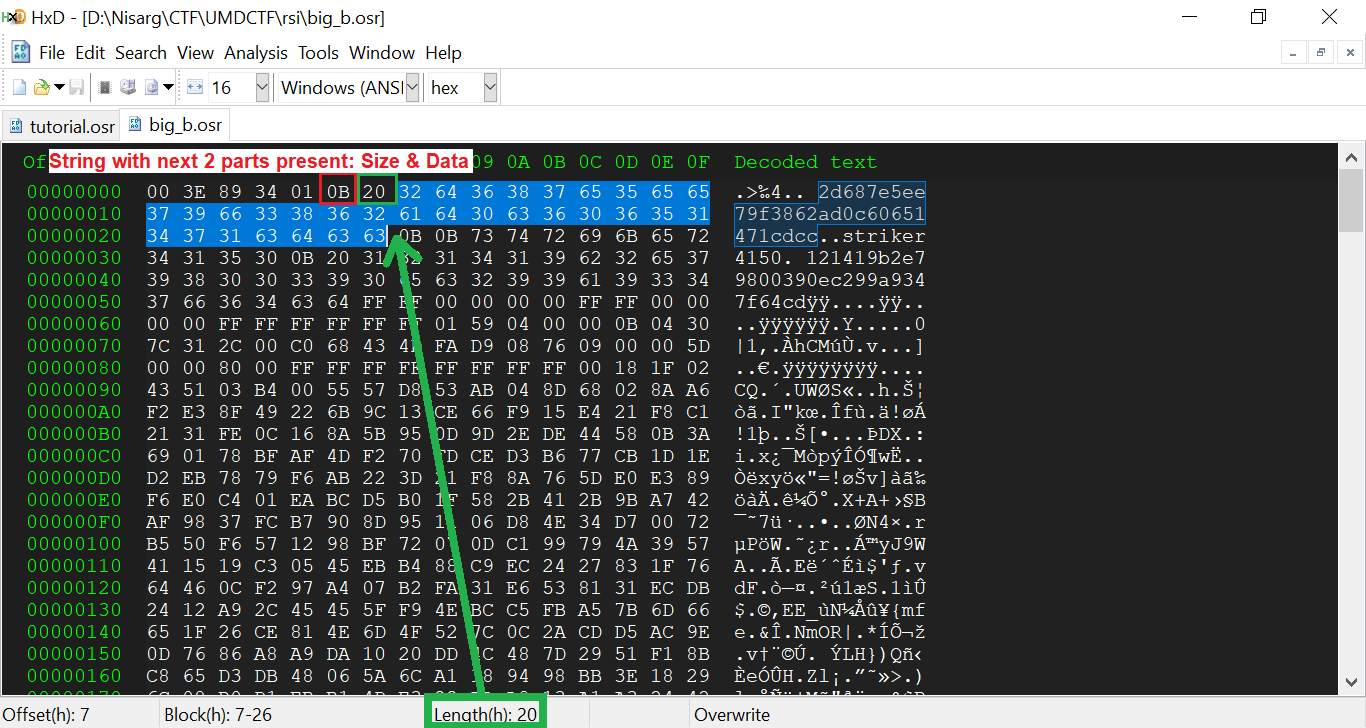 HxD - [D:\Nisarg\CTF\UMDCTF\rsi\big_b.osr]
File Edit Search View Analysis Tools Window Help
16 Windows (ANSI hex
tutorial.osr big_b.osr
Of String with next 2 parts present: Size & Data 09 0A 0B 0C 0D 0E 0F Decoded text
00000000 00 3E 89 34 01 0B 20 32 64 36 38 37 65 35 65 65 .>‰4.. 2d687e5ee
00000010 37 39 66 33 38 36 32 61 64 30 63 36 30 36 35 31 79f3862ad0c60651
00000020 34 37 31 63 64 63 63 0B 0B 73 74 72 69 6B 65 72 471cdcc..striker
00000030 34 31 35 30 0B 20 31 32 31 34 31 39 62 32 65 37 4150. 121419b2e7
00000040 39 38 30 30 33 39 30 65 63 32 39 39 61 39 33 34 9800390ec299a934
00000050 37 66 36 34 63 64 FF FF 00 00 00 00 FF FF 00 00 7f64cdÿÿ....ÿÿ..
00000060 00 00 FF FF FF FF FF FF 01 59 04 00 00 0B 04 30 ..ÿÿÿÿÿÿ.Y.....0
00000070 7C 31 2C 00 C0 68 43 4D FA D9 08 76 09 00 00 5D |1,.ÀhCMúÙ.v...]
00000080 00 00 80 00 FF FF FF FF FF FF FF FF 00 18 1F 02 ..€.ÿÿÿÿÿÿÿÿ....
00000090 43 51 03 B4 00 55 57 D8 53 AB 04 8D 68 02 8A A6 CQ.´.UWØS«..h.Š¦
000000A0 F2 E3 8F 49 22 6B 9C 13 CE 66 F9 15 E4 21 F8 C1 òã.I"kœ.Îfù.ä!øÁ
000000B0 21 31 FE 0C 16 8A 5B 95 0D 9D 2E DE 44 58 0B 3A !1þ..Š[•...ÞDX.:
000000C0 69 01 78 BF AF 4D F2 70 FD CE D3 B6 77 CB 1D 1E i.x¿¯MòpýÎÓ¶wË..
000000D0 D2 EB 78 79 F6 AB 22 3D 21 F8 8A 76 5D E0 E3 89 Òëxyö«"=!øŠv]àã‰
000000E0 F6 E0 C4 01 EA BC D5 B0 1F 58 2B 41 2B 9B A7 42 öàÄ.ê¼Õ°.X+A+›§B
000000F0 AF 98 37 FC B7 90 8D 95 06 D8 4E 34 D7 00 72 ¯˜7ü·..•..ØN4×.r
00000100 B5 50 F6 57 12 98 BF 72 0D C1 99 79 4A 39 57 µPöW.˜¿r..Á™yJ9W
00000110 41 15 19 C3 05 45 EB B4 88 C9 EC 24 27 83 1F 76 A..Ã.Eë´ˆÉì$'ƒ.v
00000120 64 46 0C F2 97 A4 07 B2 FA 31 E6 53 81 31 EC DB dF.ò—¤.²ú1æS.1ìÛ
00000130 24 12 A9 2C 45 45 5F F9 4E BC C5 FB A5 7B 6D 66 $.©,EE_ùN¼Åû¥{mf
00000140 65 1F 26 CE 81 4E 6D 4F 52 7C 0C 2A CD D5 AC 9E e.&Î.NmOR|.*ÍÕ¬ž
00000150 0D 76 86 A8 A9 DA 10 20 DD 4C 48 7D 29 51 F1 8B .v†¨©Ú. ÝLH})Qñ‹
00000160 C8 65 D3 DB 48 06 5A 6C A1 94 98 BB 3E 18 29 ÈeÓÛH.Zl¡.”˜»>.)
Offset(h): 7 Block(h): 7-26 Length(h): 20 Overwrite